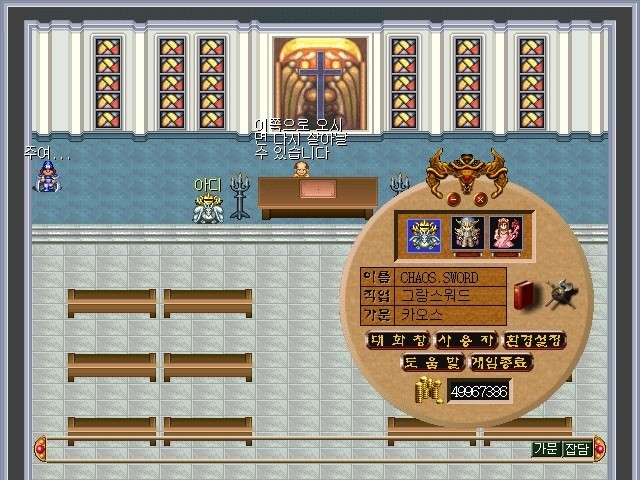 이쪽으로 오시
면 다시 살아날
수 있습니다
주여...
아디
이름 CHAOS.SWORD
직업 그랑스워드
가문 카오스
대 화 창 사 용 자 환경설정
도 움 말 게임종료
49967386
가문 잡담